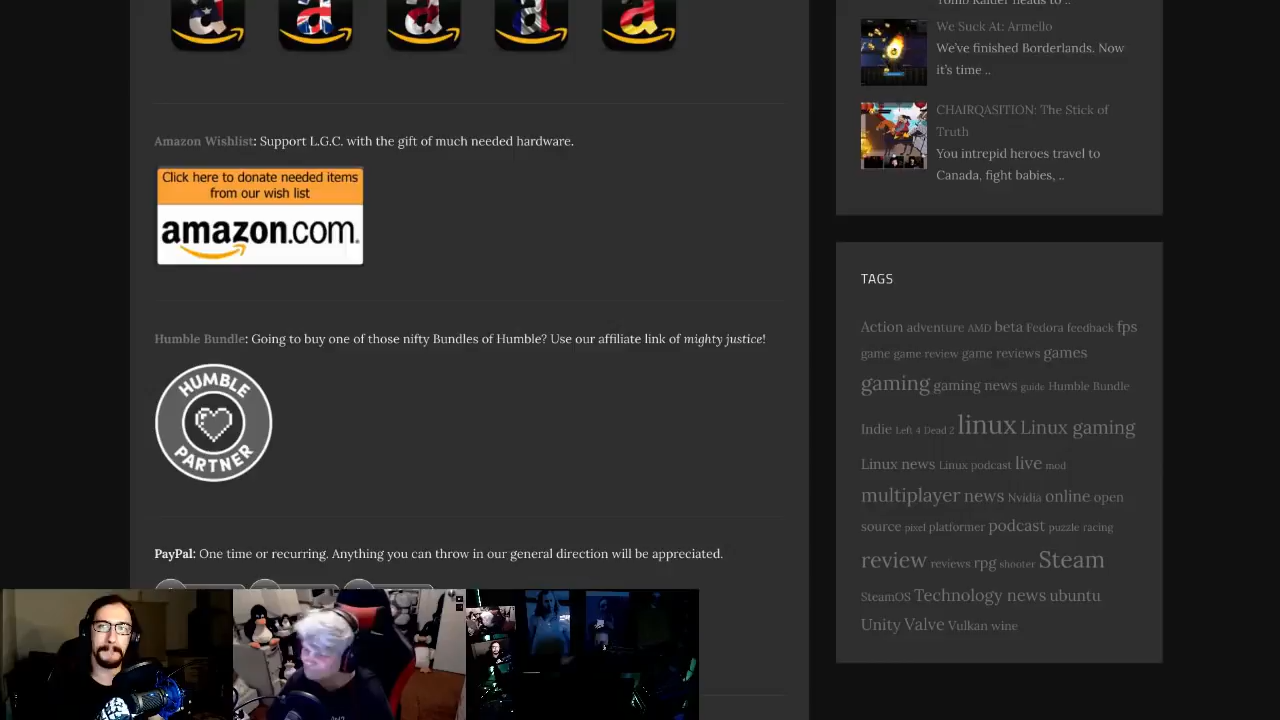 Tomb Raider heads to ..
We Suck At: Armello
We've finished Borderlands. Now
it's time ..
CHAIRQASITION: The Stick of
Truth
You intrepid heroes travel to
Canada, fight babies, ..
Amazon Wishlist: Support L.G.C. with the gift of much needed hardware.
Click here to donate needed items
from our wish list
amazon.com.
Humble Bundle: Going to buy one of those nifty Bundles of Humble? Use our affiliate link of mighty justice!
HUMBLE
PARTNER
PayPal: One time or recurring. Anything you can throw in our general direction will be appreciated.
TAGS
Action adventure AMD beta Fedora feedback fps
game game review game reviews games
gaming gaming news guide Humble Bundle
Indie Left 4 Dead 2 linux Linux gaming
Linux news Linux podcast live mod
multiplayer news Nvidia online open
source pixel platformer podcast puzzle racing
review reviews rpg shooter Steam
SteamOS Technology news ubuntu
Unity Valve Vulkan wine